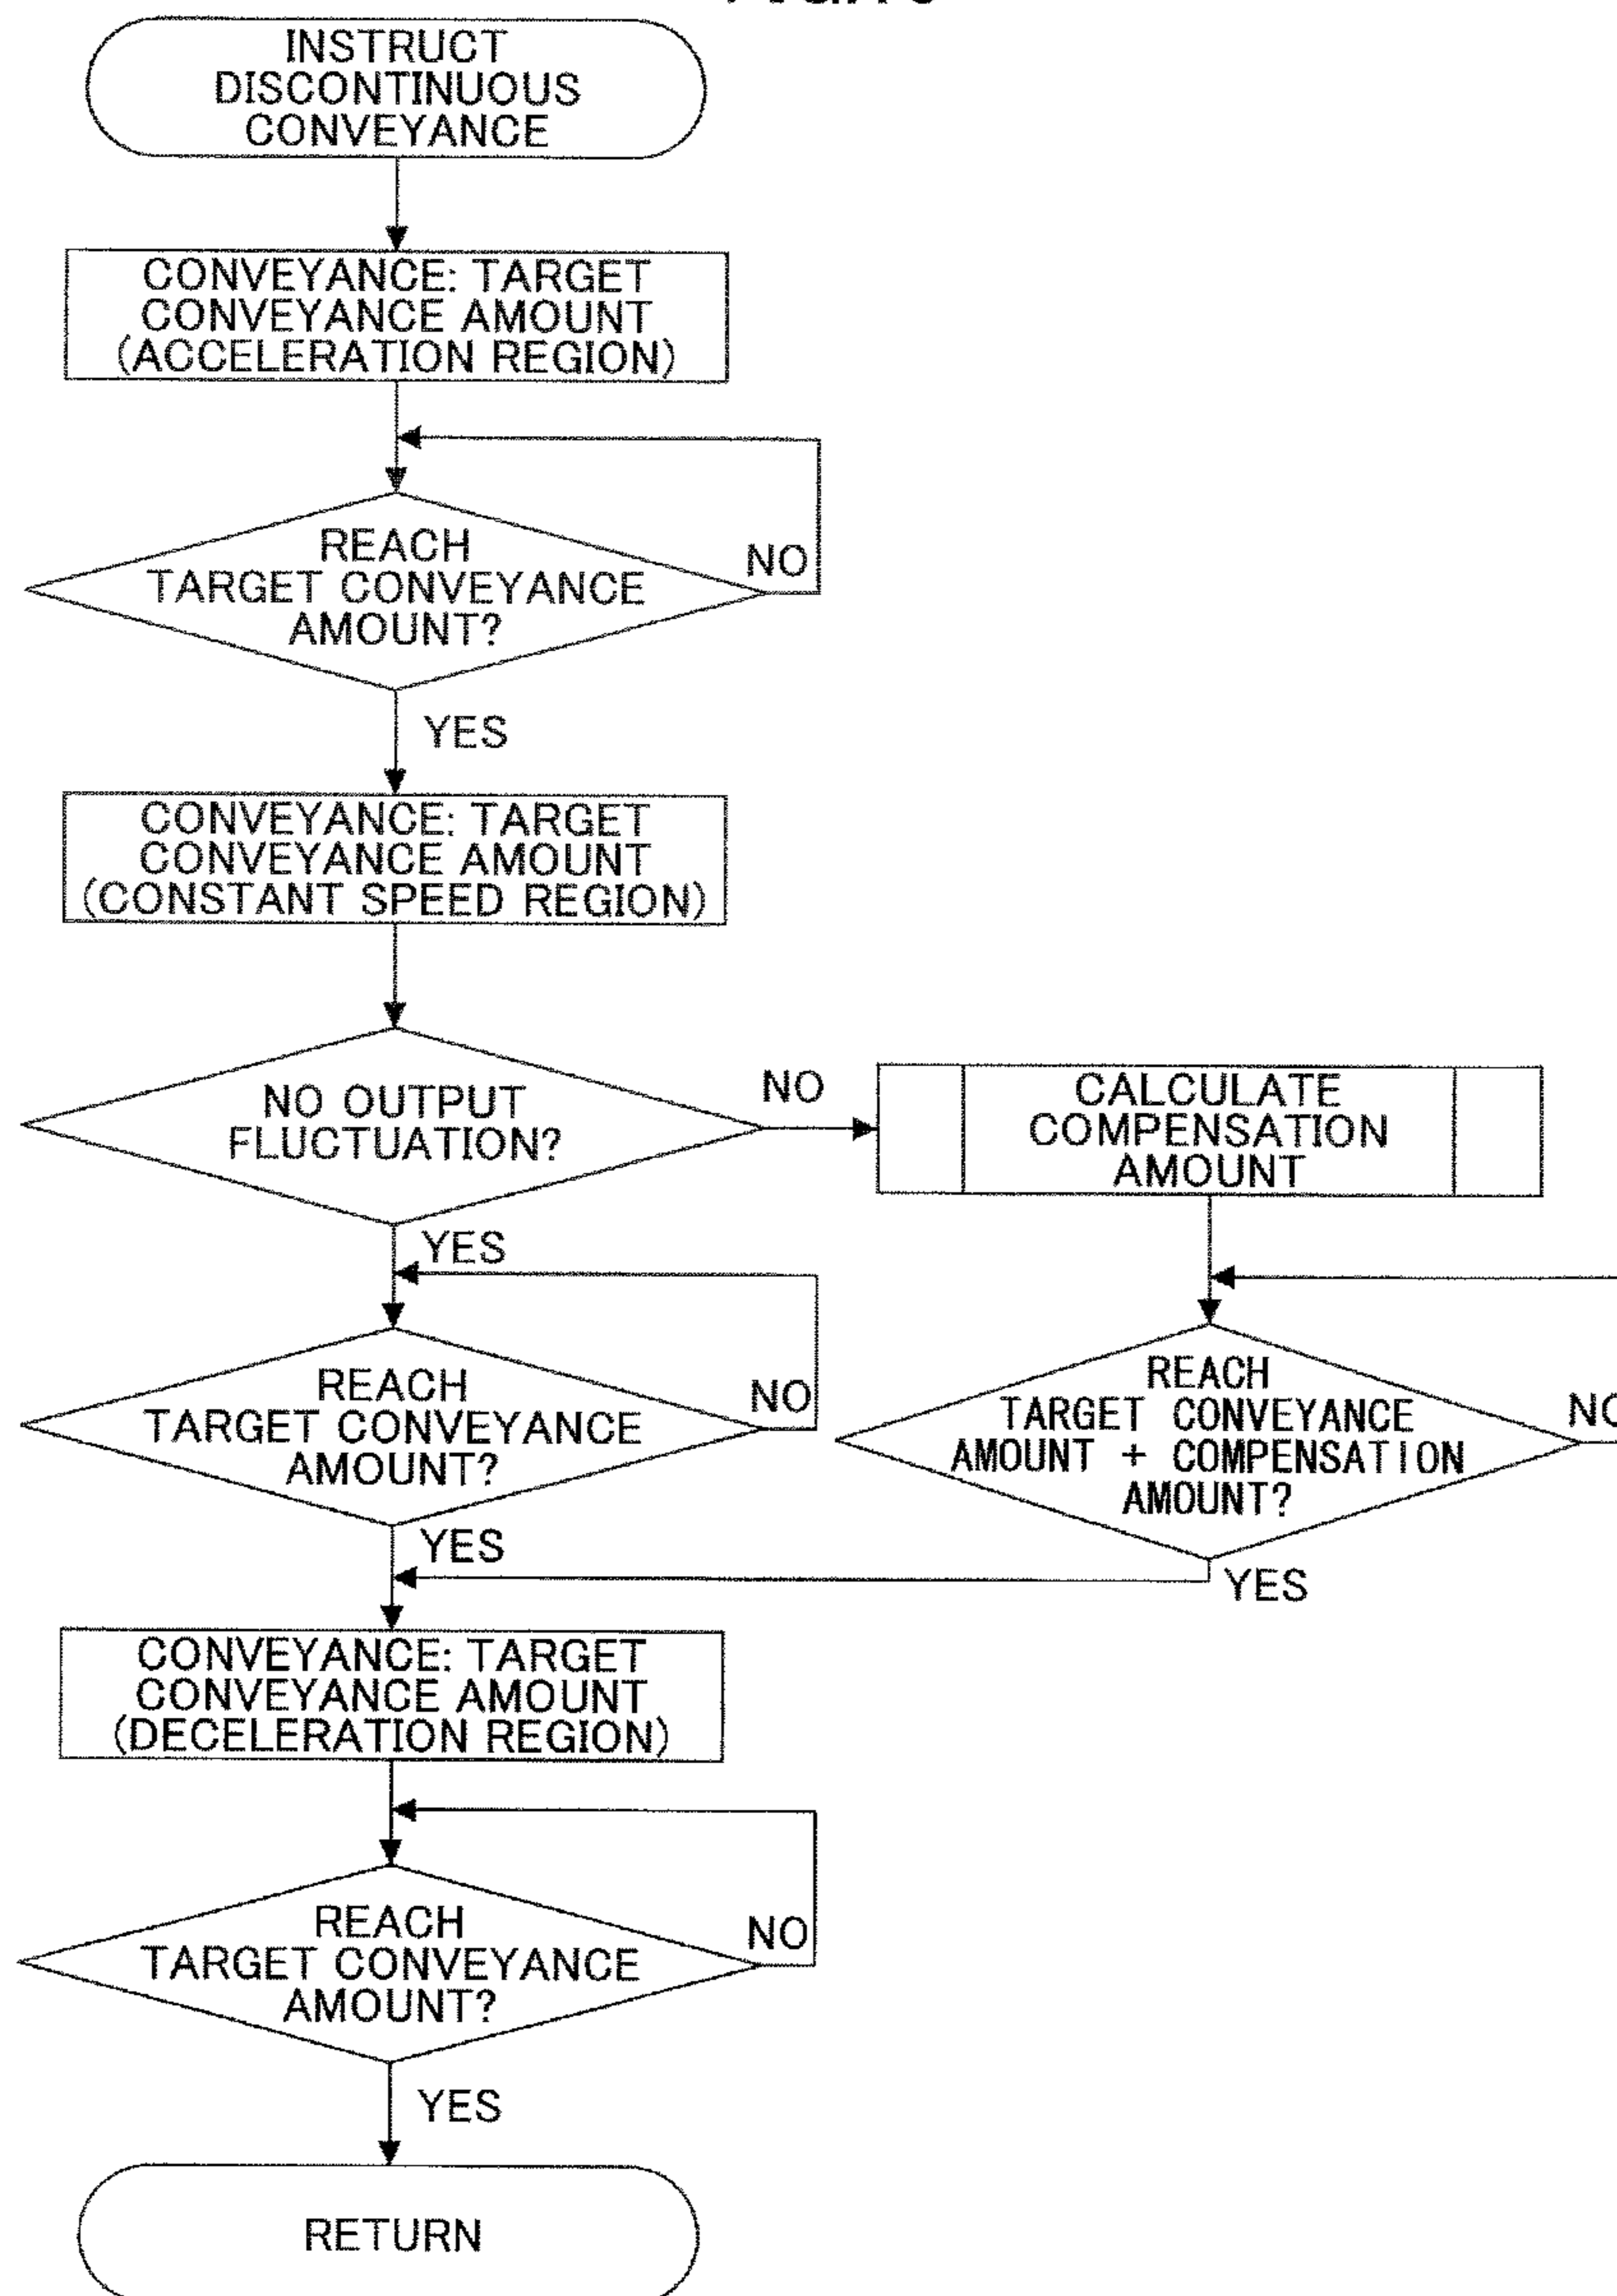 INSTRUCT
DISCONTINUOUS
CONVEYANCE
CONVEYANCE: TARGET
CONVEYANCE AMOUNT
(ACCELERATION REGION)
REACH
TARGET CONVEYANCE
AMOUNT?
NO
YES
CONVEYANCE: TARGET
CONVEYANCE AMOUNT
(CONSTANT SPEED REGION)
NO OUTPUT
FLUCTUATION?
NO
CALCULATE
COMPENSATION
AMOUNT
YES
REACH
TARGET CONVEYANCE
AMOUNT?
NO
REACH
TARGET CONVEYANCE
AMOUNT + COMPENSATION
AMOUNT?
NO
YES
YES
CONVEYANCE: TARGET
CONVEYANCE AMOUNT
(DECELERATION REGION)
REACH
TARGET CONVEYANCE
AMOUNT?
NO
YES
RETURN